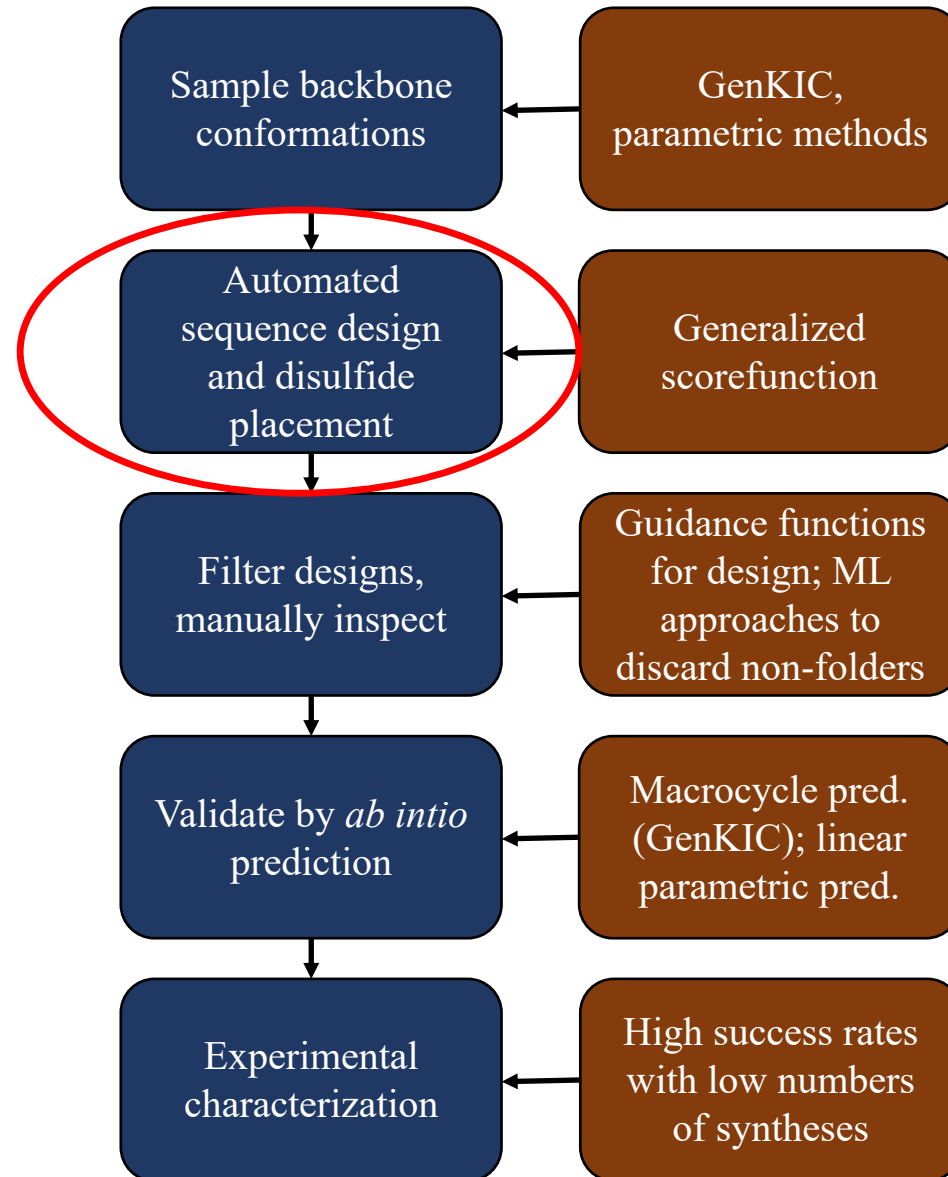 Sample backbone
conformations
GenKIC,
parametric methods
Automated
sequence design
and disulfide
placement
Generalized
scorefunction
Filter designs,
manually inspect
Guidance functions
for design; ML
approaches to
discard non-folders
Validate by ab intio
prediction
Macrocycle pred.
(GenKIC); linear
parametric pred.
Experimental
characterization
High success rates
with low numbers
of syntheses